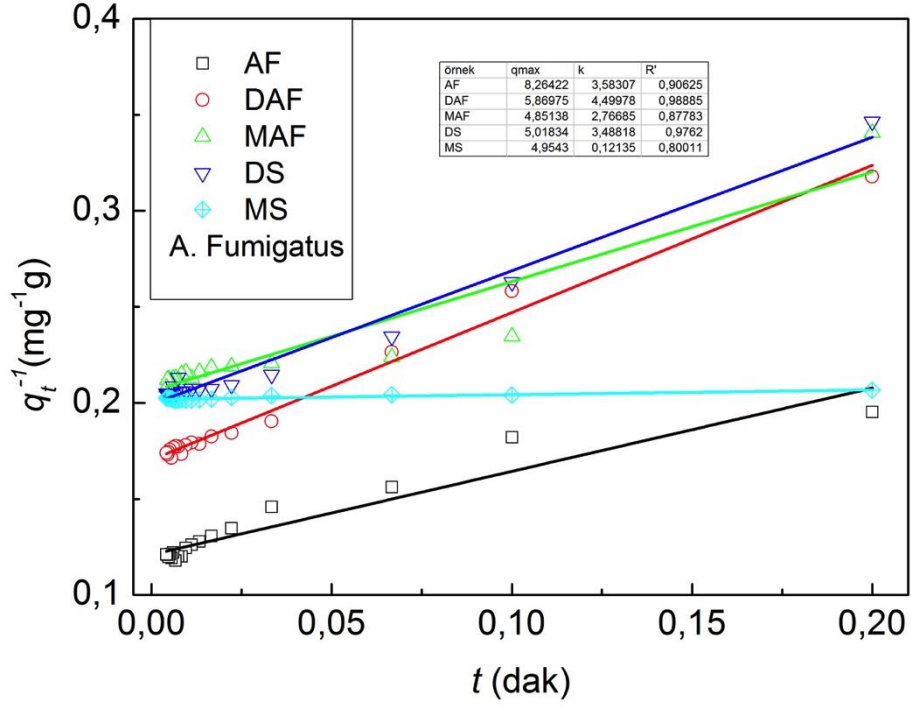 0,4
0,3
0,2
0,1
q_t^-1 (mg^-1 g)
AF
DAF
MAF
DS
MS
A. Fumigatus
örnek qmax k R'
AF 8,26422 3,58307 0,90625
DAF 5,86975 4,49978 0,98885
MAF 4,85138 2,76685 0,87783
DS 5,01834 3,48818 0,9762
MS 4,9543 0,12135 0,80011
0,00 0,05 0,10 0,15 0,20
t (dak)